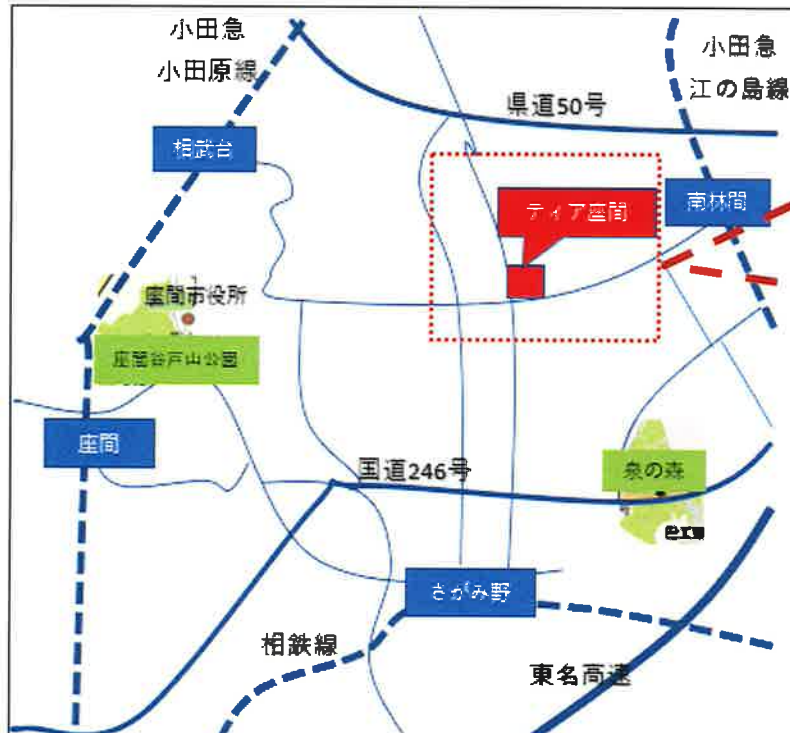 小田急
小田原線
小田急
江の島線
県道50号
相武台
南林間
ティア座間
座間市役所
座間谷戸山公園
座間
国道246号
泉の森
さがみ野
相鉄線
東名高速